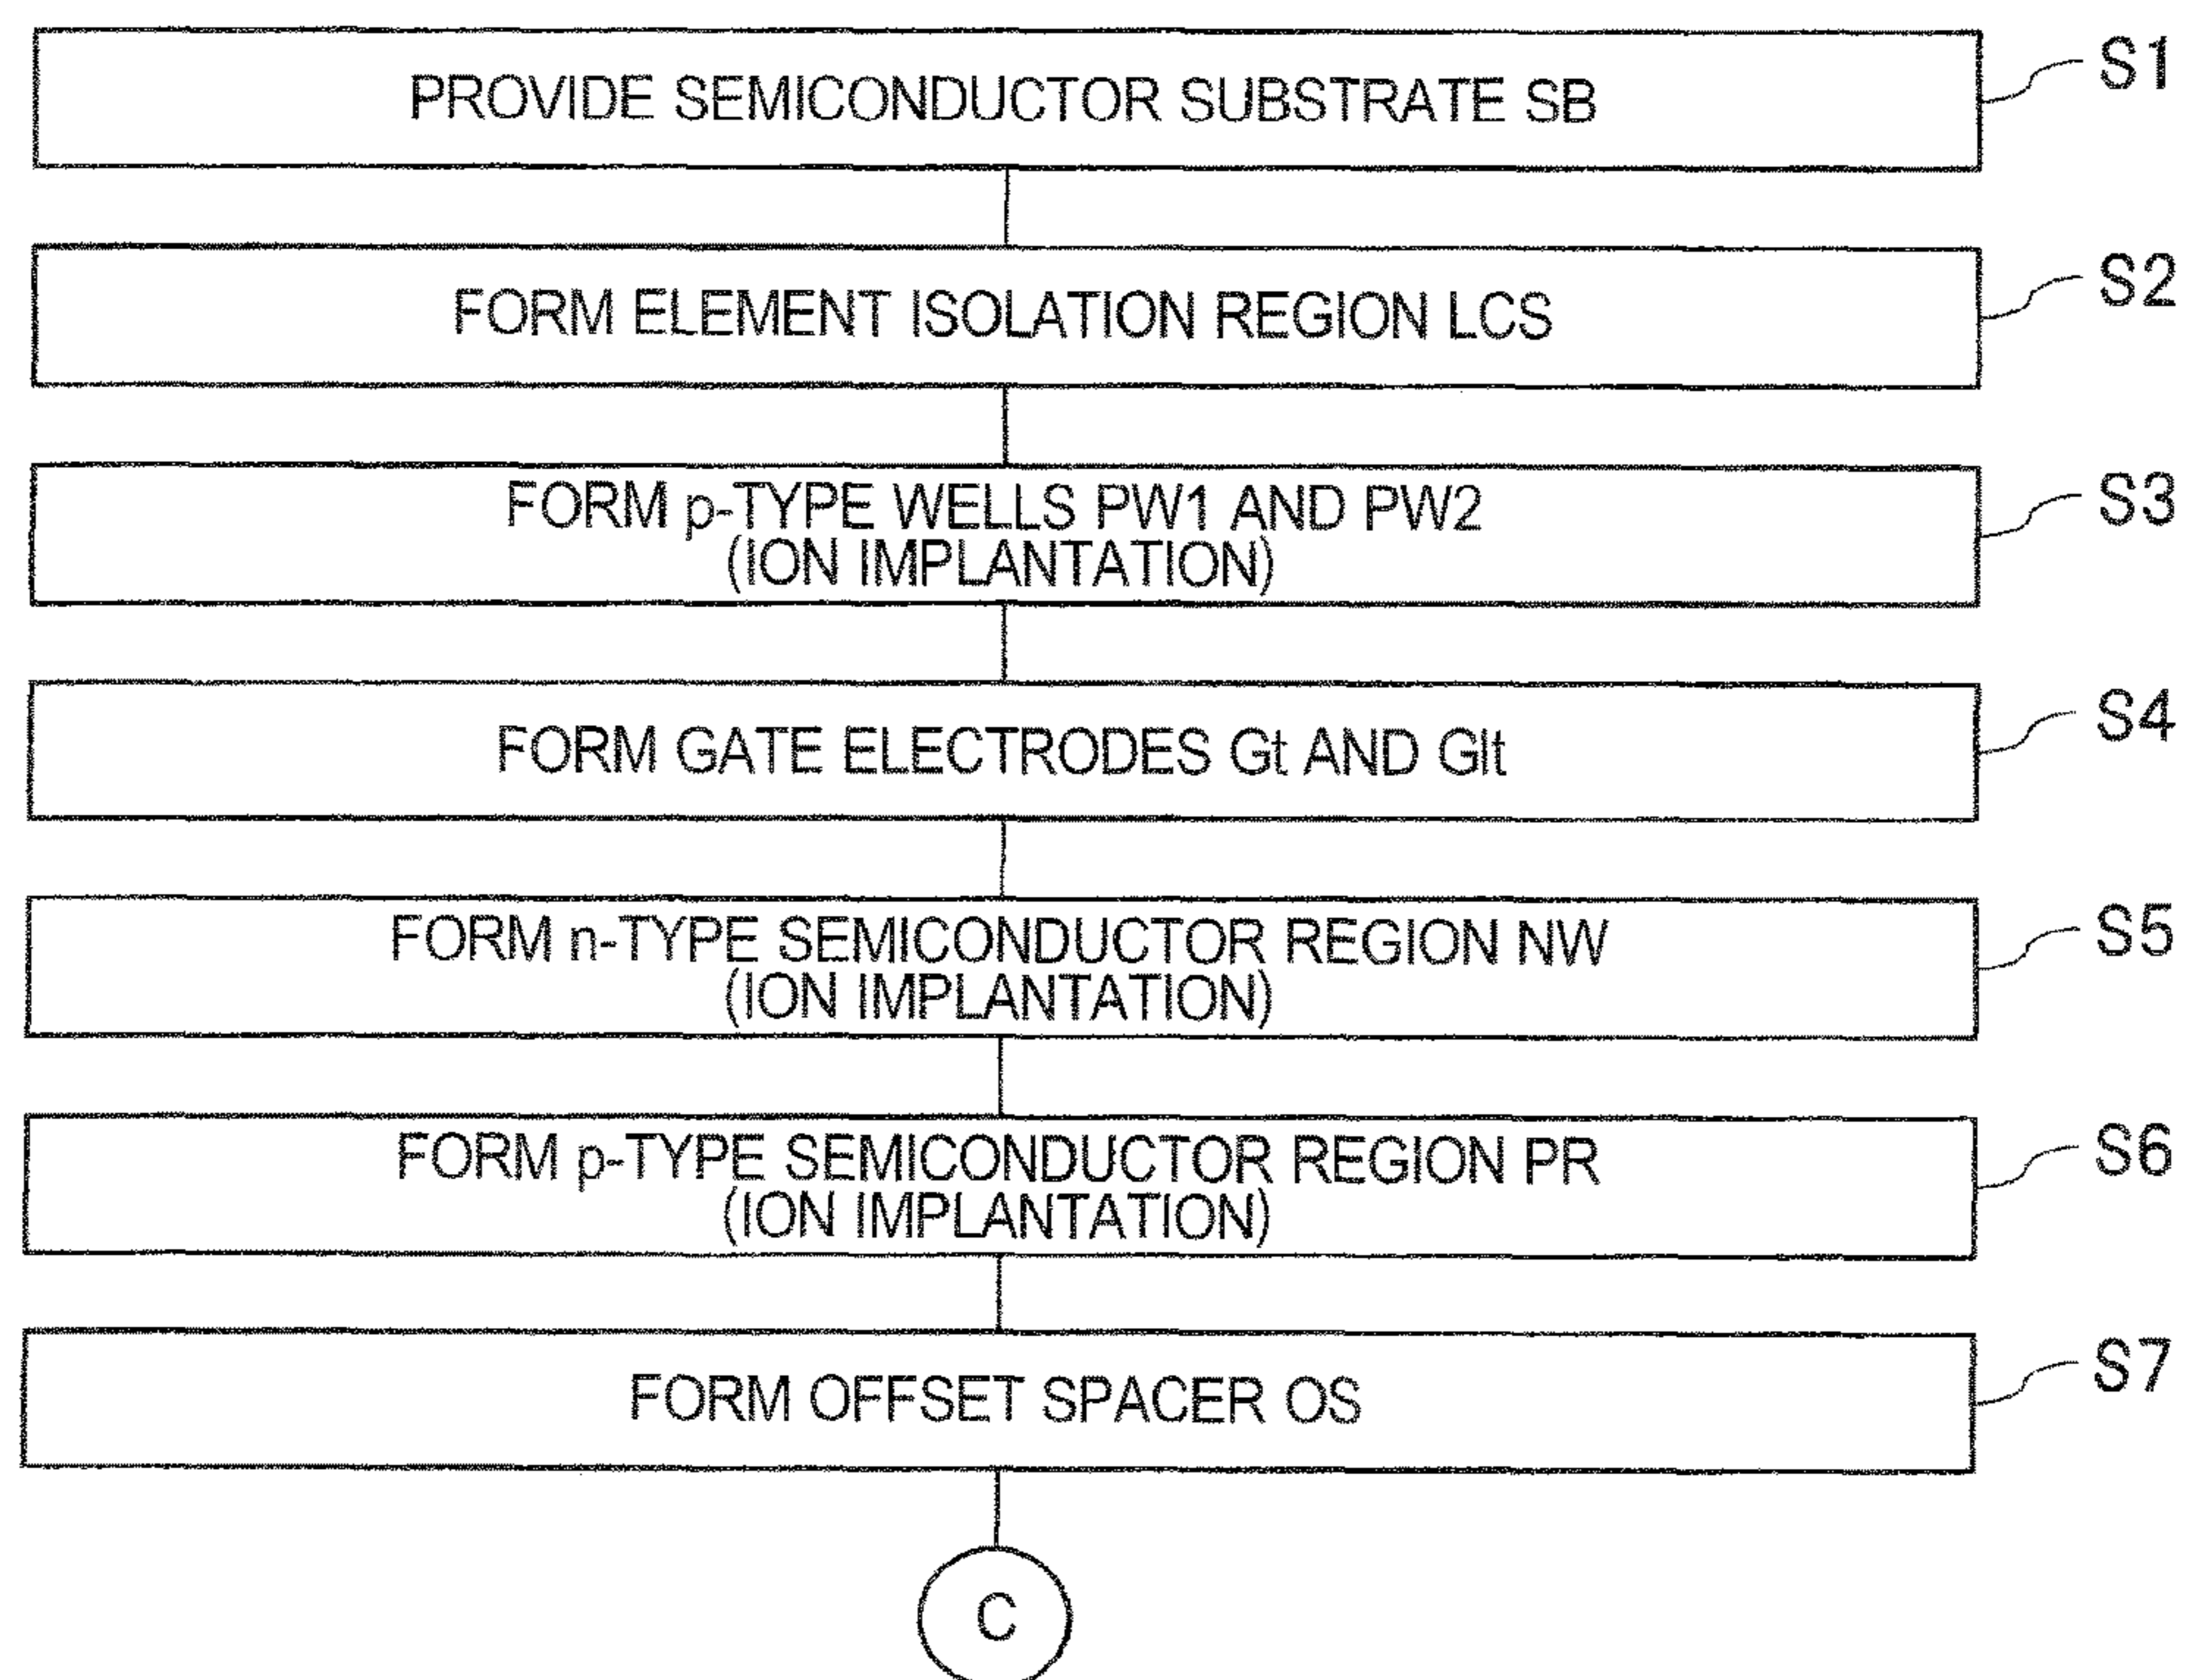 PROVIDE SEMICONDUCTOR SUBSTRATE SB
S1
FORM ELEMENT ISOLATION REGION LCS
S2
FORM p-TYPE WELLS PW1 AND PW2
(ION IMPLANTATION)
S3
FORM GATE ELECTRODES Gt AND Glt
S4
FORM n-TYPE SEMICONDUCTOR REGION NW
(ION IMPLANTATION)
S5
FORM p-TYPE SEMICONDUCTOR REGION PR
(ION IMPLANTATION)
S6
FORM OFFSET SPACER OS
S7
C